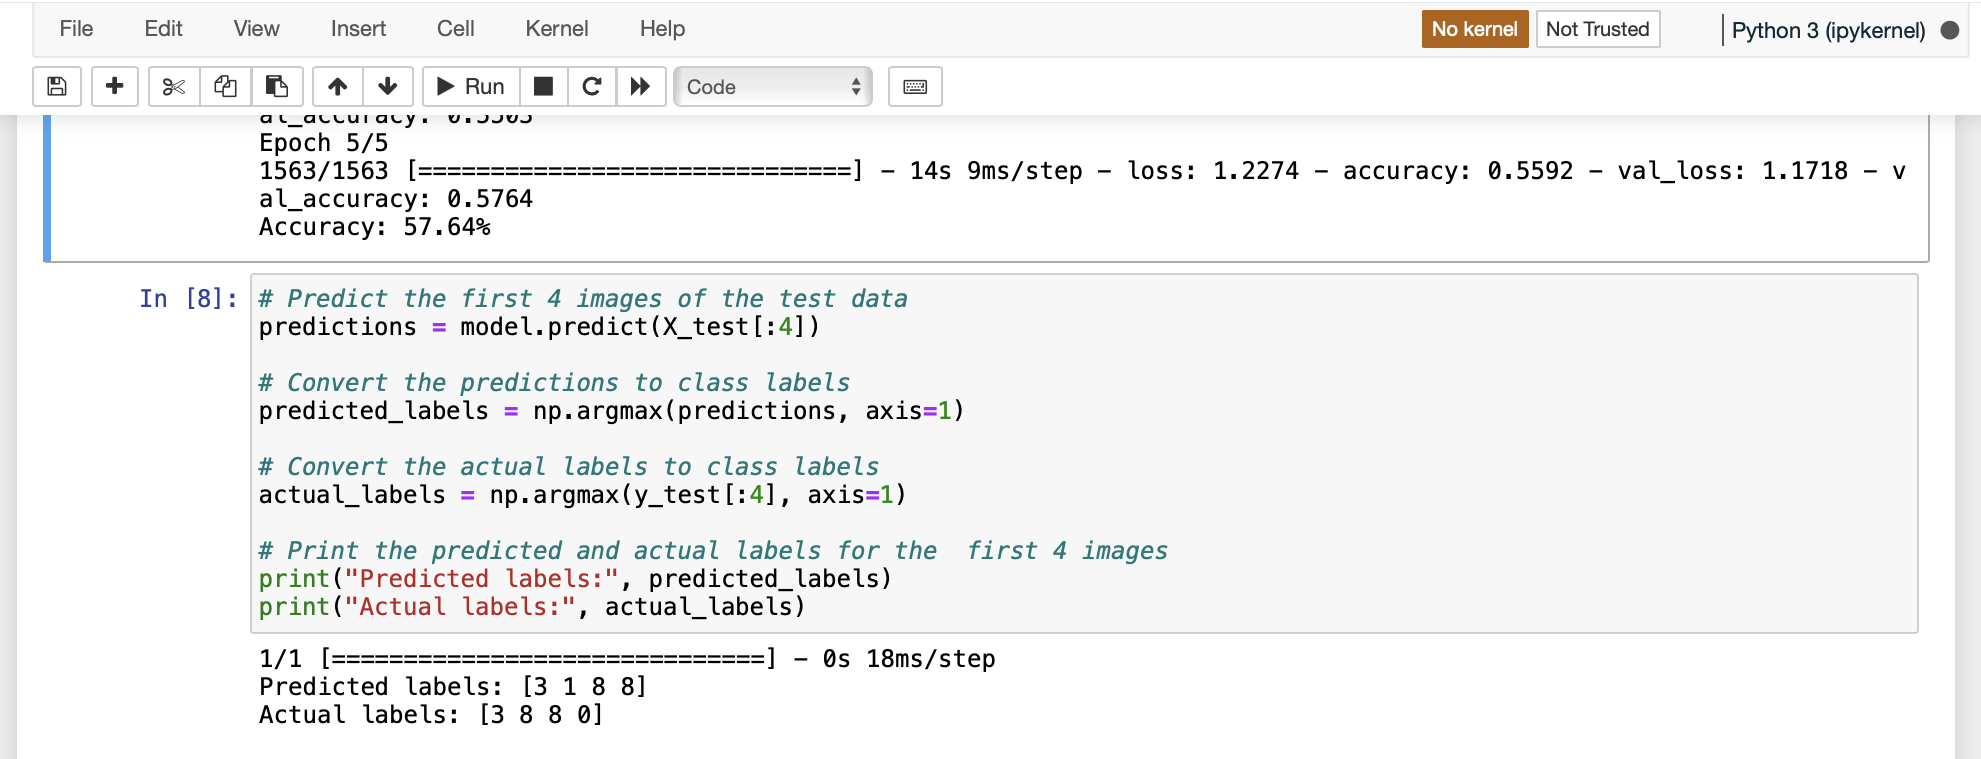 File Edit View Insert Cell Kernel Help No kernel Not Trusted Python 3 (ipykernel)
Run Code
al_accuracy: 0.5503
Epoch 5/5
1563/1563 [==============================] - 14s 9ms/step - loss: 1.2274 - accuracy: 0.5592 - val_loss: 1.1718 - v
al_accuracy: 0.5764
Accuracy: 57.64%
In [8]: # Predict the first 4 images of the test data
predictions = model.predict(X_test[:4])
# Convert the predictions to class labels
predicted_labels = np.argmax(predictions, axis=1)
# Convert the actual labels to class labels
actual_labels = np.argmax(y_test[:4], axis=1)
# Print the predicted and actual labels for the  first 4 images
print("Predicted labels:", predicted_labels)
print("Actual labels:", actual_labels)
1/1 [==============================] - 0s 18ms/step
Predicted labels: [3 1 8 8]
Actual labels: [3 8 8 0]